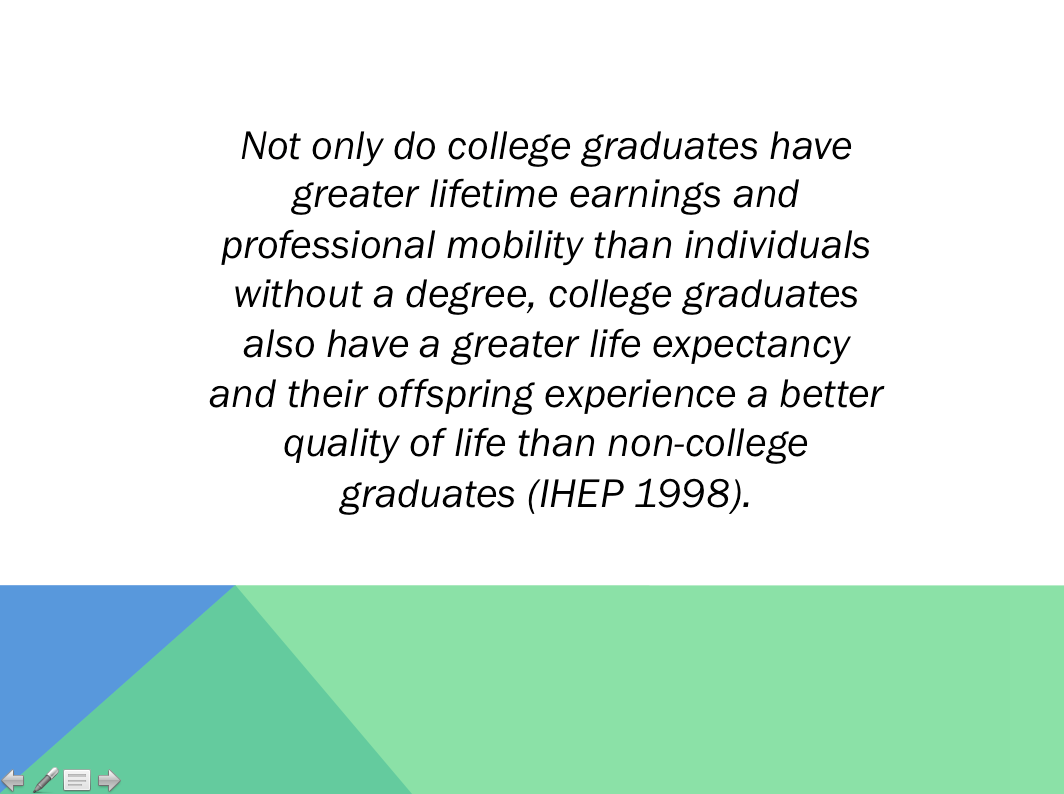 Not only do college graduates have
greater lifetime earnings and
professional mobility than individuals
without a degree, college graduates
also have a greater life expectancy
and their offspring experience a better
quality of life than non-college
graduates (IHEP 1998).